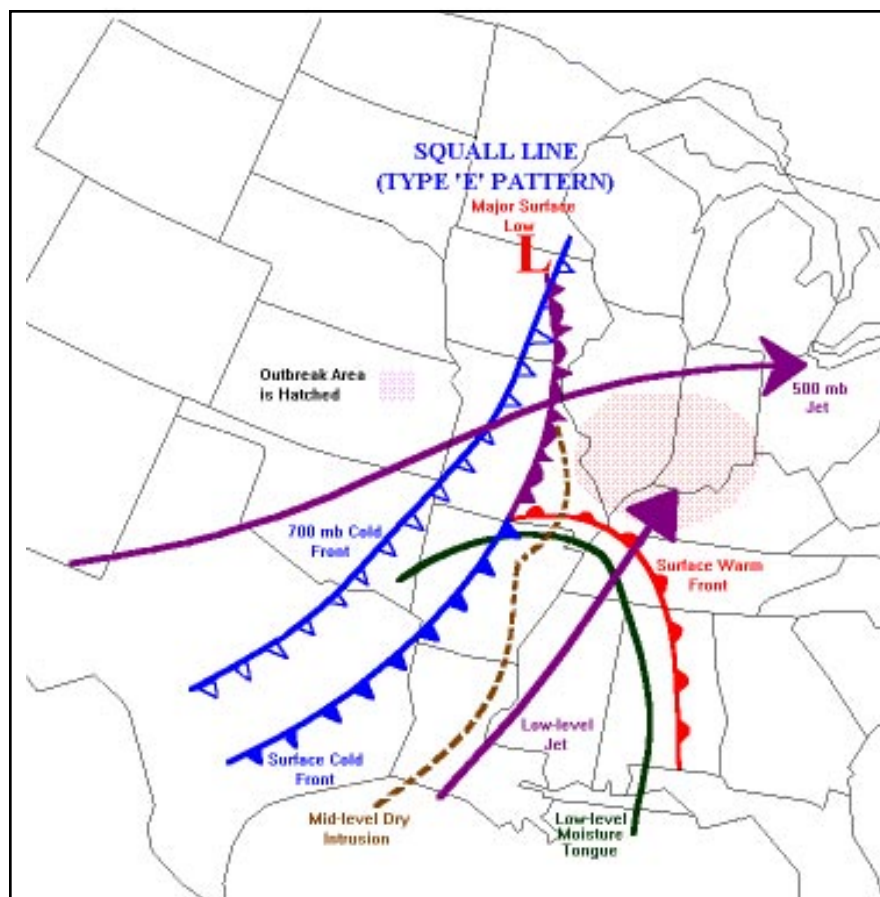 SQUALL LINE
(TYPE 'E' PATTERN)
Major Surface
Low
L
Outbreak Area
is Hatched
500 mb
Jet
700 mb Cold
Front
Surface Warm
Front
Low-level
Jet
Surface Cold
Front
Mid-level Dry
Intrusion
Low-level
Moisture
Tongue